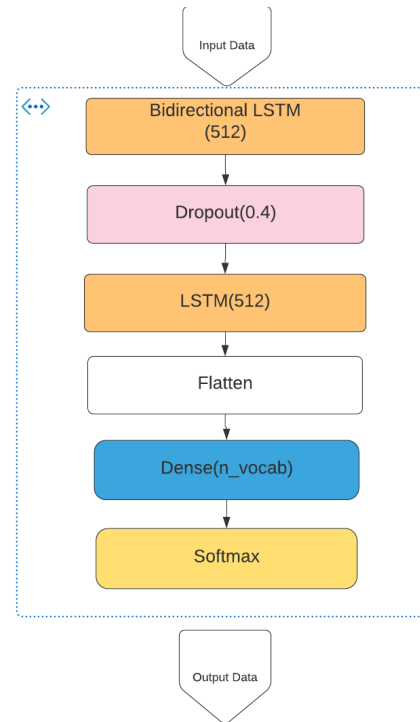 Input Data
Bidirectional LSTM
(512)
Dropout(0.4)
LSTM(512)
Flatten
Dense(n_vocab)
Softmax
Output Data